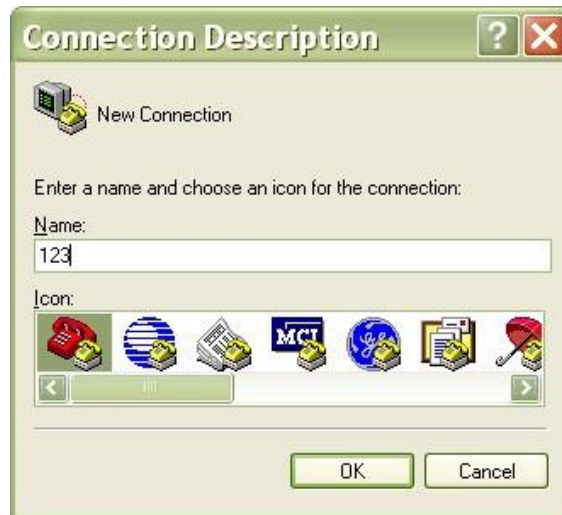 Connection Description
New Connection
Enter a name and choose an icon for the connection:
Name:
123
Icon:
MCI
OK Cancel